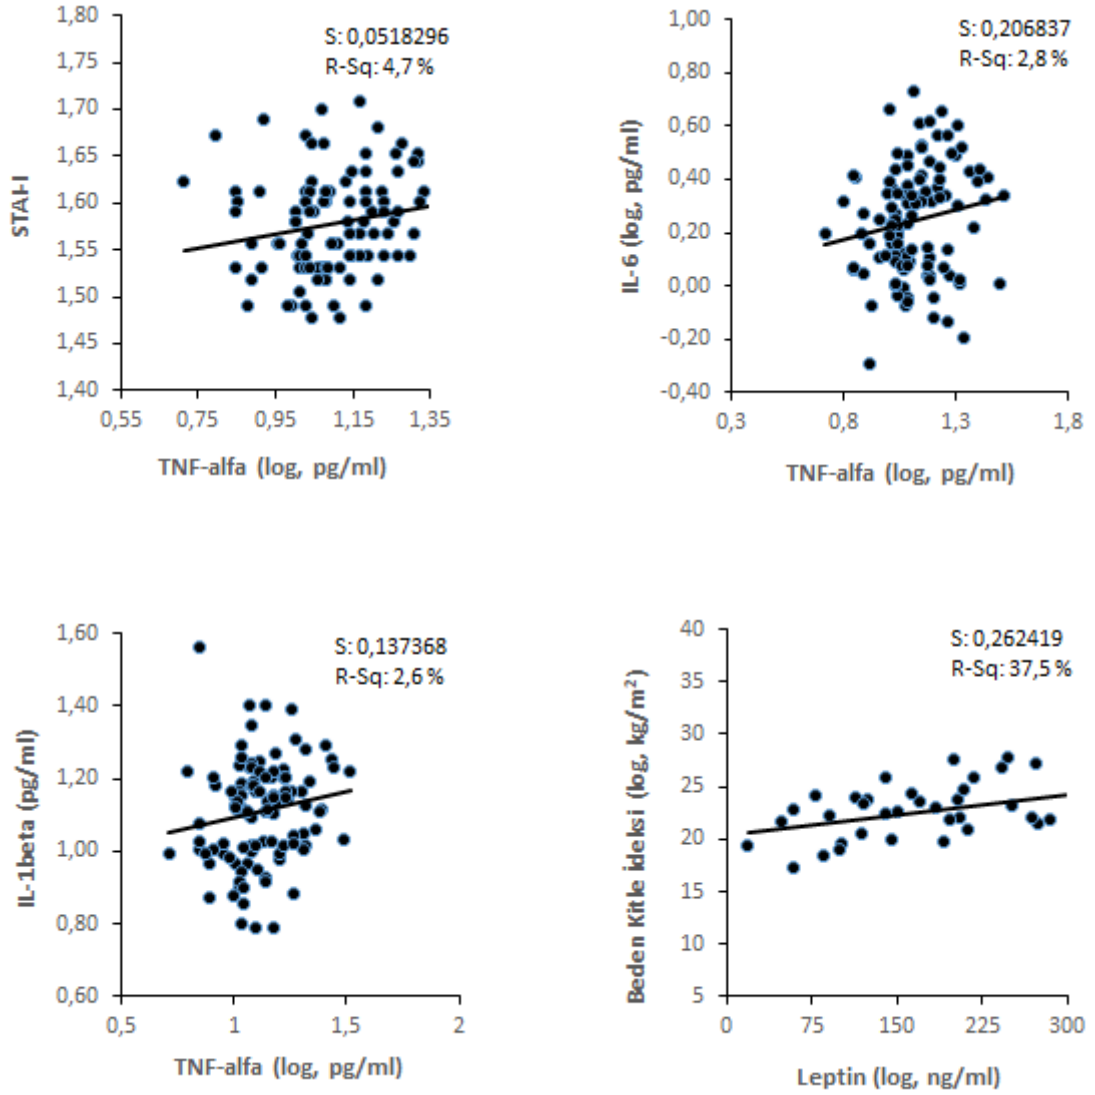 1,80
1,75
1,70
1,65
1,60
1,55
1,50
1,45
1,40
STAI-I
S: 0,0518296
R-Sq: 4,7 %
0,55 0,75 0,95 1,15 1,35
TNF-alfa (log, pg/ml)
1,00
0,80
0,60
0,40
0,20
0,00
-0,20
-0,40
IL-6 (log, pg/ml)
S: 0,206837
R-Sq: 2,8 %
0,3 0,8 1,3 1,8
TNF-alfa (log, pg/ml)
1,60
1,40
1,20
1,00
0,80
0,60
IL-1beta (pg/ml)
S: 0,137368
R-Sq: 2,6 %
0,5 1 1,5 2
TNF-alfa (log, pg/ml)
40
35
30
25
20
15
10
5
Beden Kitle İdeksi (log, kg/m²)
S: 0,262419
R-Sq: 37,5 %
0 75 150 225 300
Leptin (log, ng/ml)